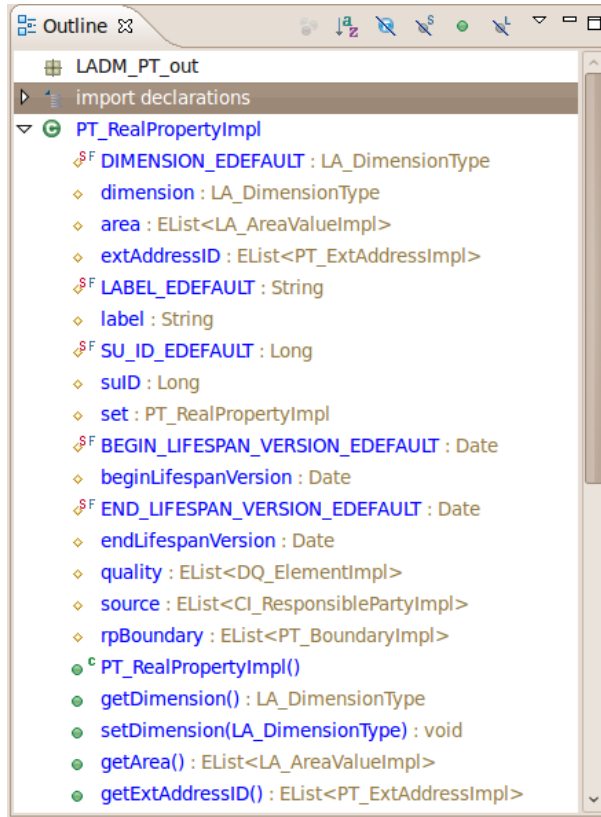 Outline
LADM_PT_out
import declarations
PT_RealPropertyImpl
S F DIMENSION_EDEFAULT : LA_DimensionType
dimension : LA_DimensionType
area : EList<LA_AreaValueImpl>
extAddressID : EList<PT_ExtAddressImpl>
S F LABEL_EDEFAULT : String
label : String
S F SU_ID_EDEFAULT : Long
suID : Long
set : PT_RealPropertyImpl
S F BEGIN_LIFESPAN_VERSION_EDEFAULT : Date
beginLifespanVersion : Date
S F END_LIFESPAN_VERSION_EDEFAULT : Date
endLifespanVersion : Date
quality : EList<DQ_ElementImpl>
source : EList<CI_ResponsiblePartyImpl>
rpBoundary : EList<PT_BoundaryImpl>
C PT_RealPropertyImpl()
getDimension() : LA_DimensionType
setDimension(LA_DimensionType) : void
getArea() : EList<LA_AreaValueImpl>
getExtAddressID() : EList<PT_ExtAddressImpl>